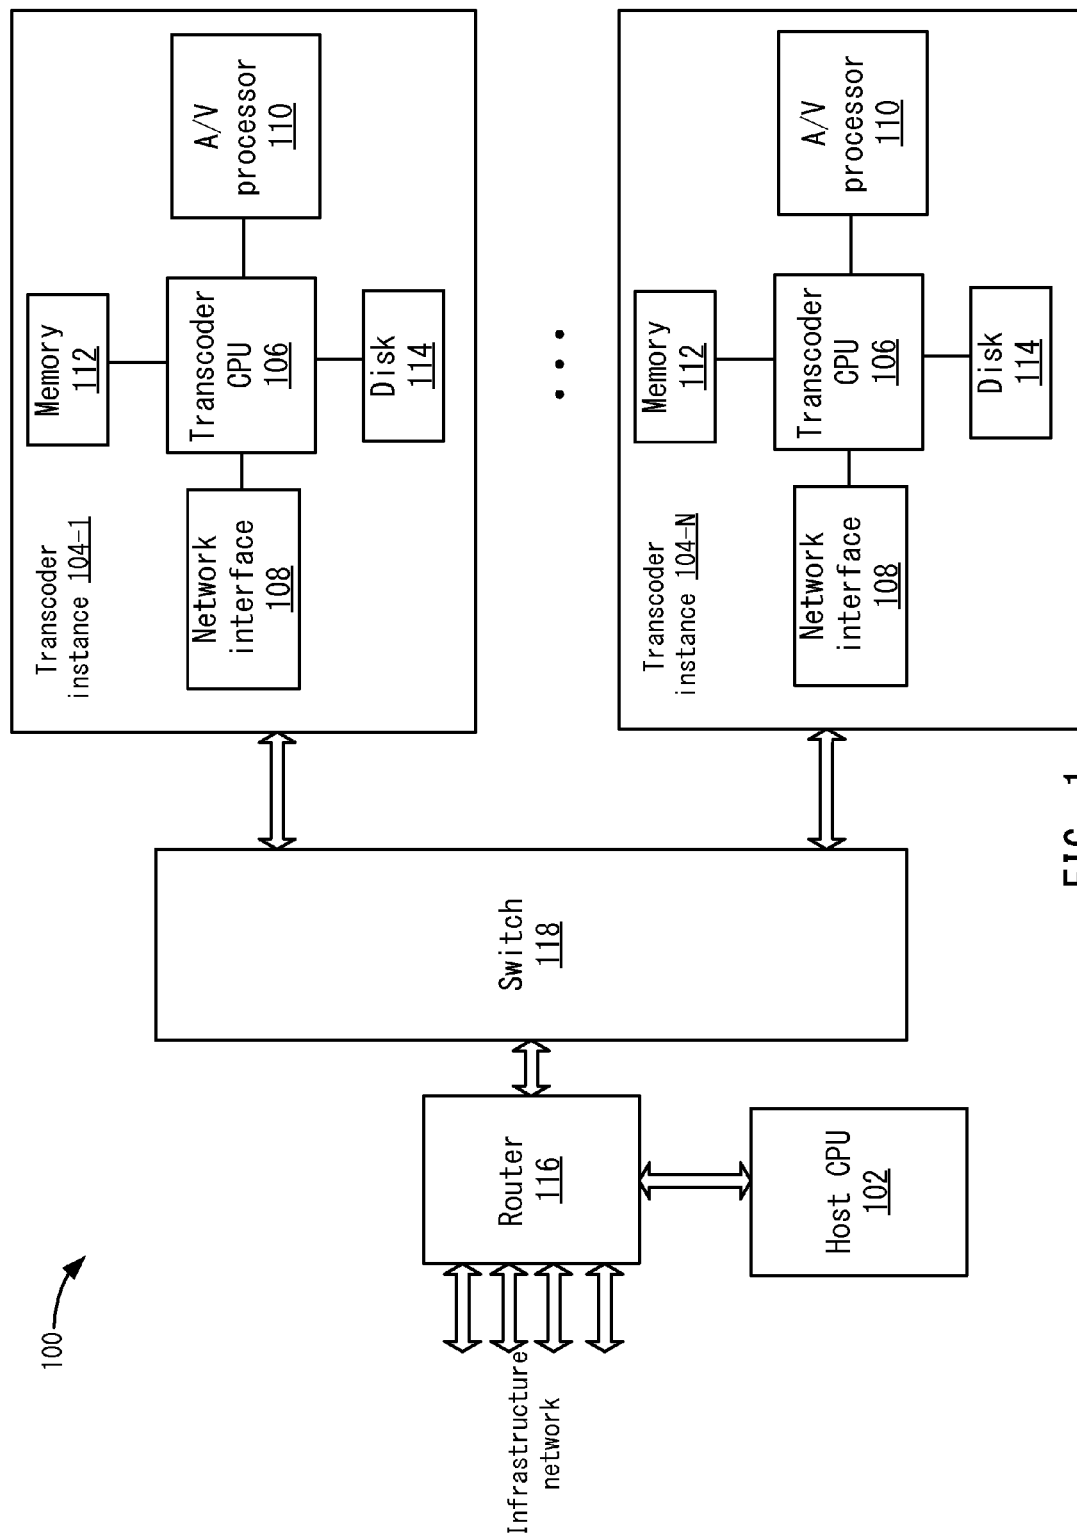 100
Infrastructure
network
Router
116
Host CPU
102
Switch
118
Transcoder
instance 104-1
Network
interface
108
Memory
112
Transcoder
CPU
106
Disk
114
A/V
processor
110
Transcoder
instance 104-N
Network
interface
108
Memory
112
Transcoder
CPU
106
Disk
114
A/V
processor
110
FIG. 1